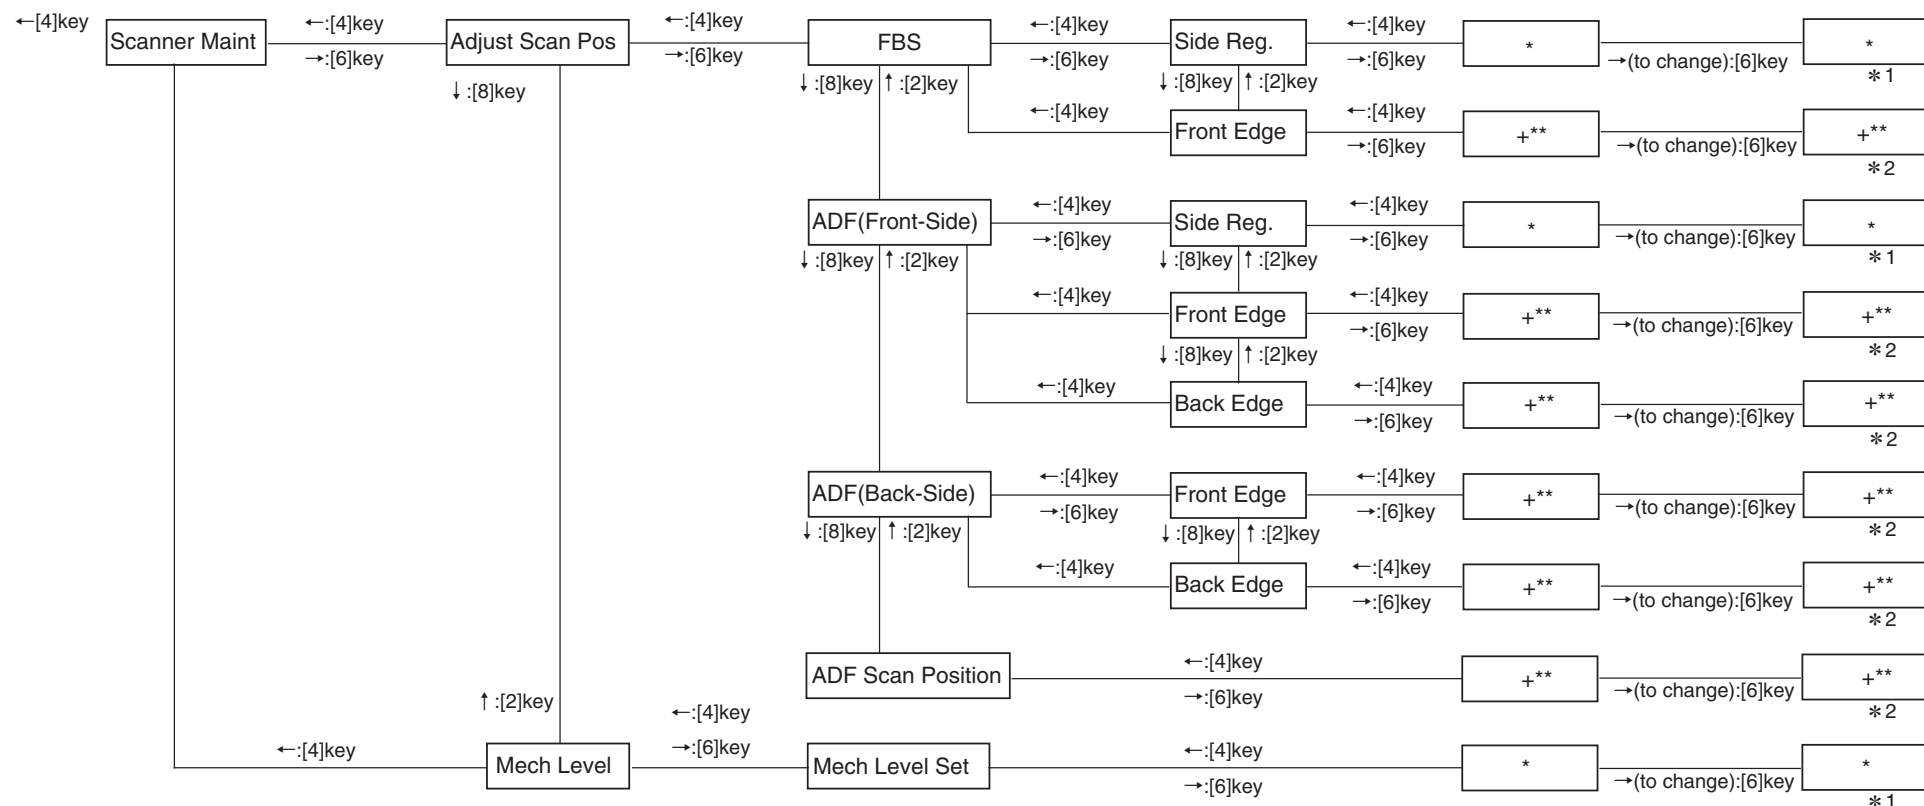 ←[4]key
Scanner Maint
←:[4]key
→:[6]key
Adjust Scan Pos
←:[4]key
→:[6]key
FBS
←:[4]key
→:[6]key
Side Reg.
←:[4]key
→:[6]key
*
→(to change):[6]key
*
*1
↓:[8]key
↓:[8]key ↑:[2]key
↓:[8]key ↑:[2]key
←:[4]key
Front Edge
←:[4]key
→:[6]key
+**
→(to change):[6]key
+**
*2
ADF(Front-Side)
←:[4]key
→:[6]key
Side Reg.
←:[4]key
→:[6]key
*
→(to change):[6]key
*
*1
↓:[8]key ↑:[2]key
↓:[8]key ↑:[2]key
←:[4]key
Front Edge
←:[4]key
→:[6]key
+**
→(to change):[6]key
+**
*2
↓:[8]key ↑:[2]key
←:[4]key
Back Edge
←:[4]key
→:[6]key
+**
→(to change):[6]key
+**
*2
ADF(Back-Side)
←:[4]key
→:[6]key
Front Edge
←:[4]key
→:[6]key
+**
→(to change):[6]key
+**
*2
↓:[8]key ↑:[2]key
↓:[8]key ↑:[2]key
←:[4]key
Back Edge
←:[4]key
→:[6]key
+**
→(to change):[6]key
+**
*2
ADF Scan Position
←:[4]key
→:[6]key
+**
→(to change):[6]key
+**
*2
↑:[2]key
←:[4]key
Mech Level
←:[4]key
→:[6]key
Mech Level Set
←:[4]key
→:[6]key
*
→(to change):[6]key
*
*1